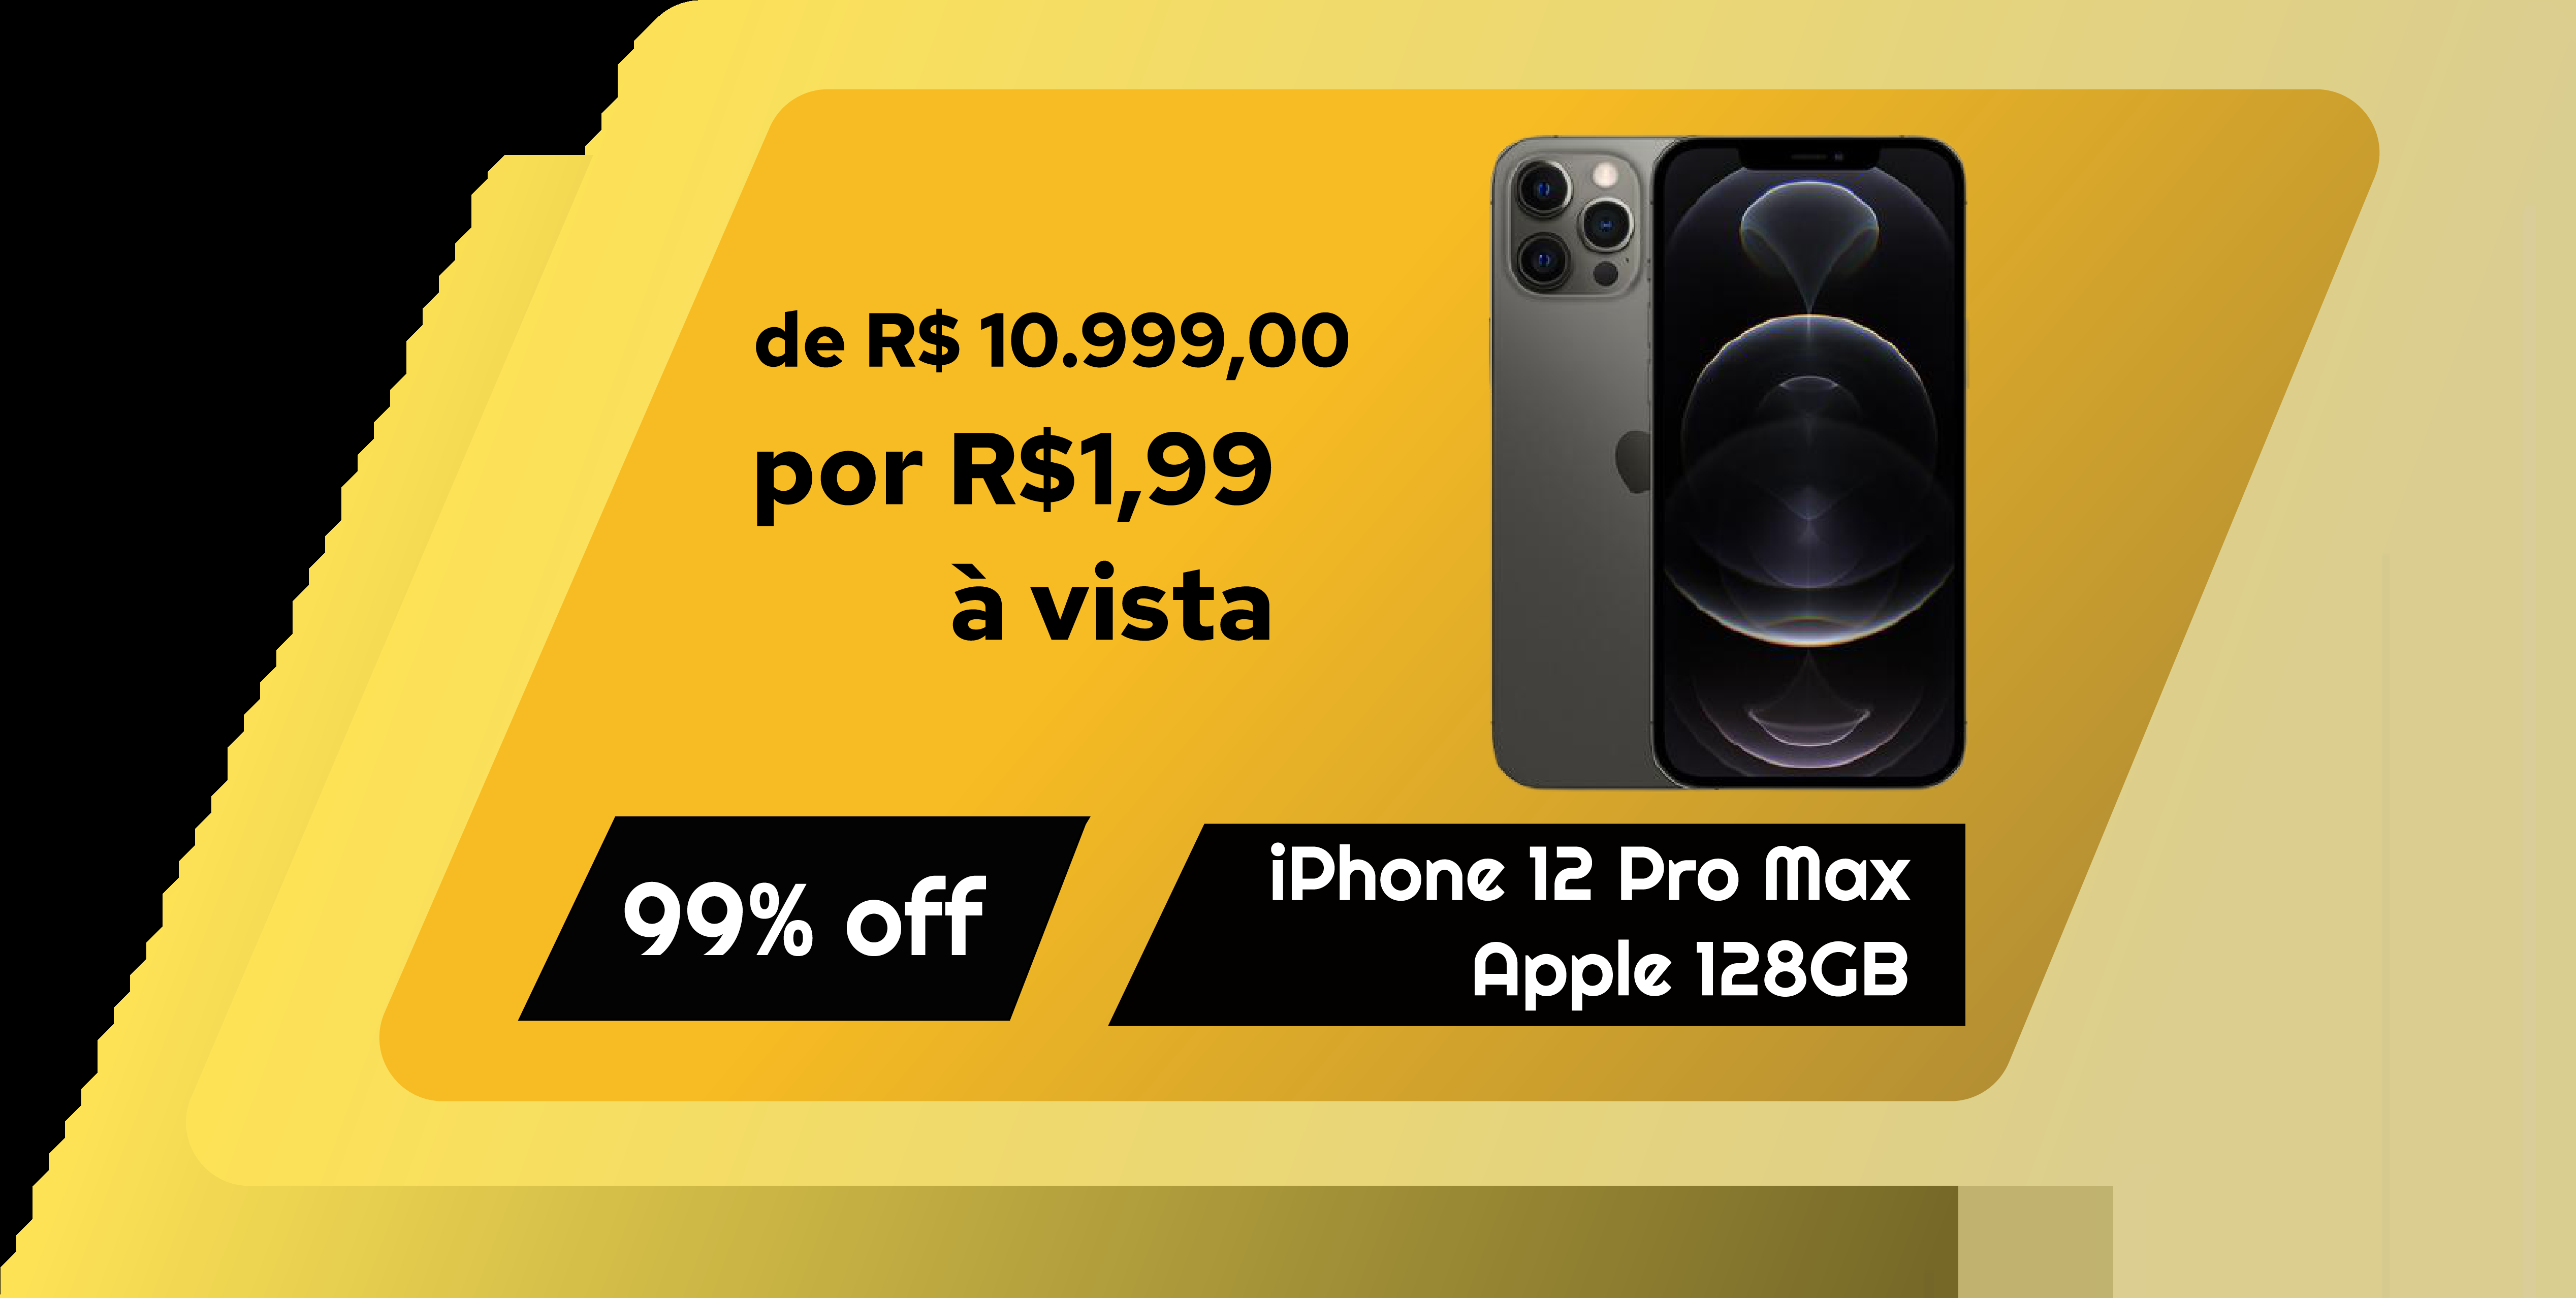 de R$ 10.999,00
por R$1,99
à vista
99% off
iPhone 12 Pro Max
Apple 128GB